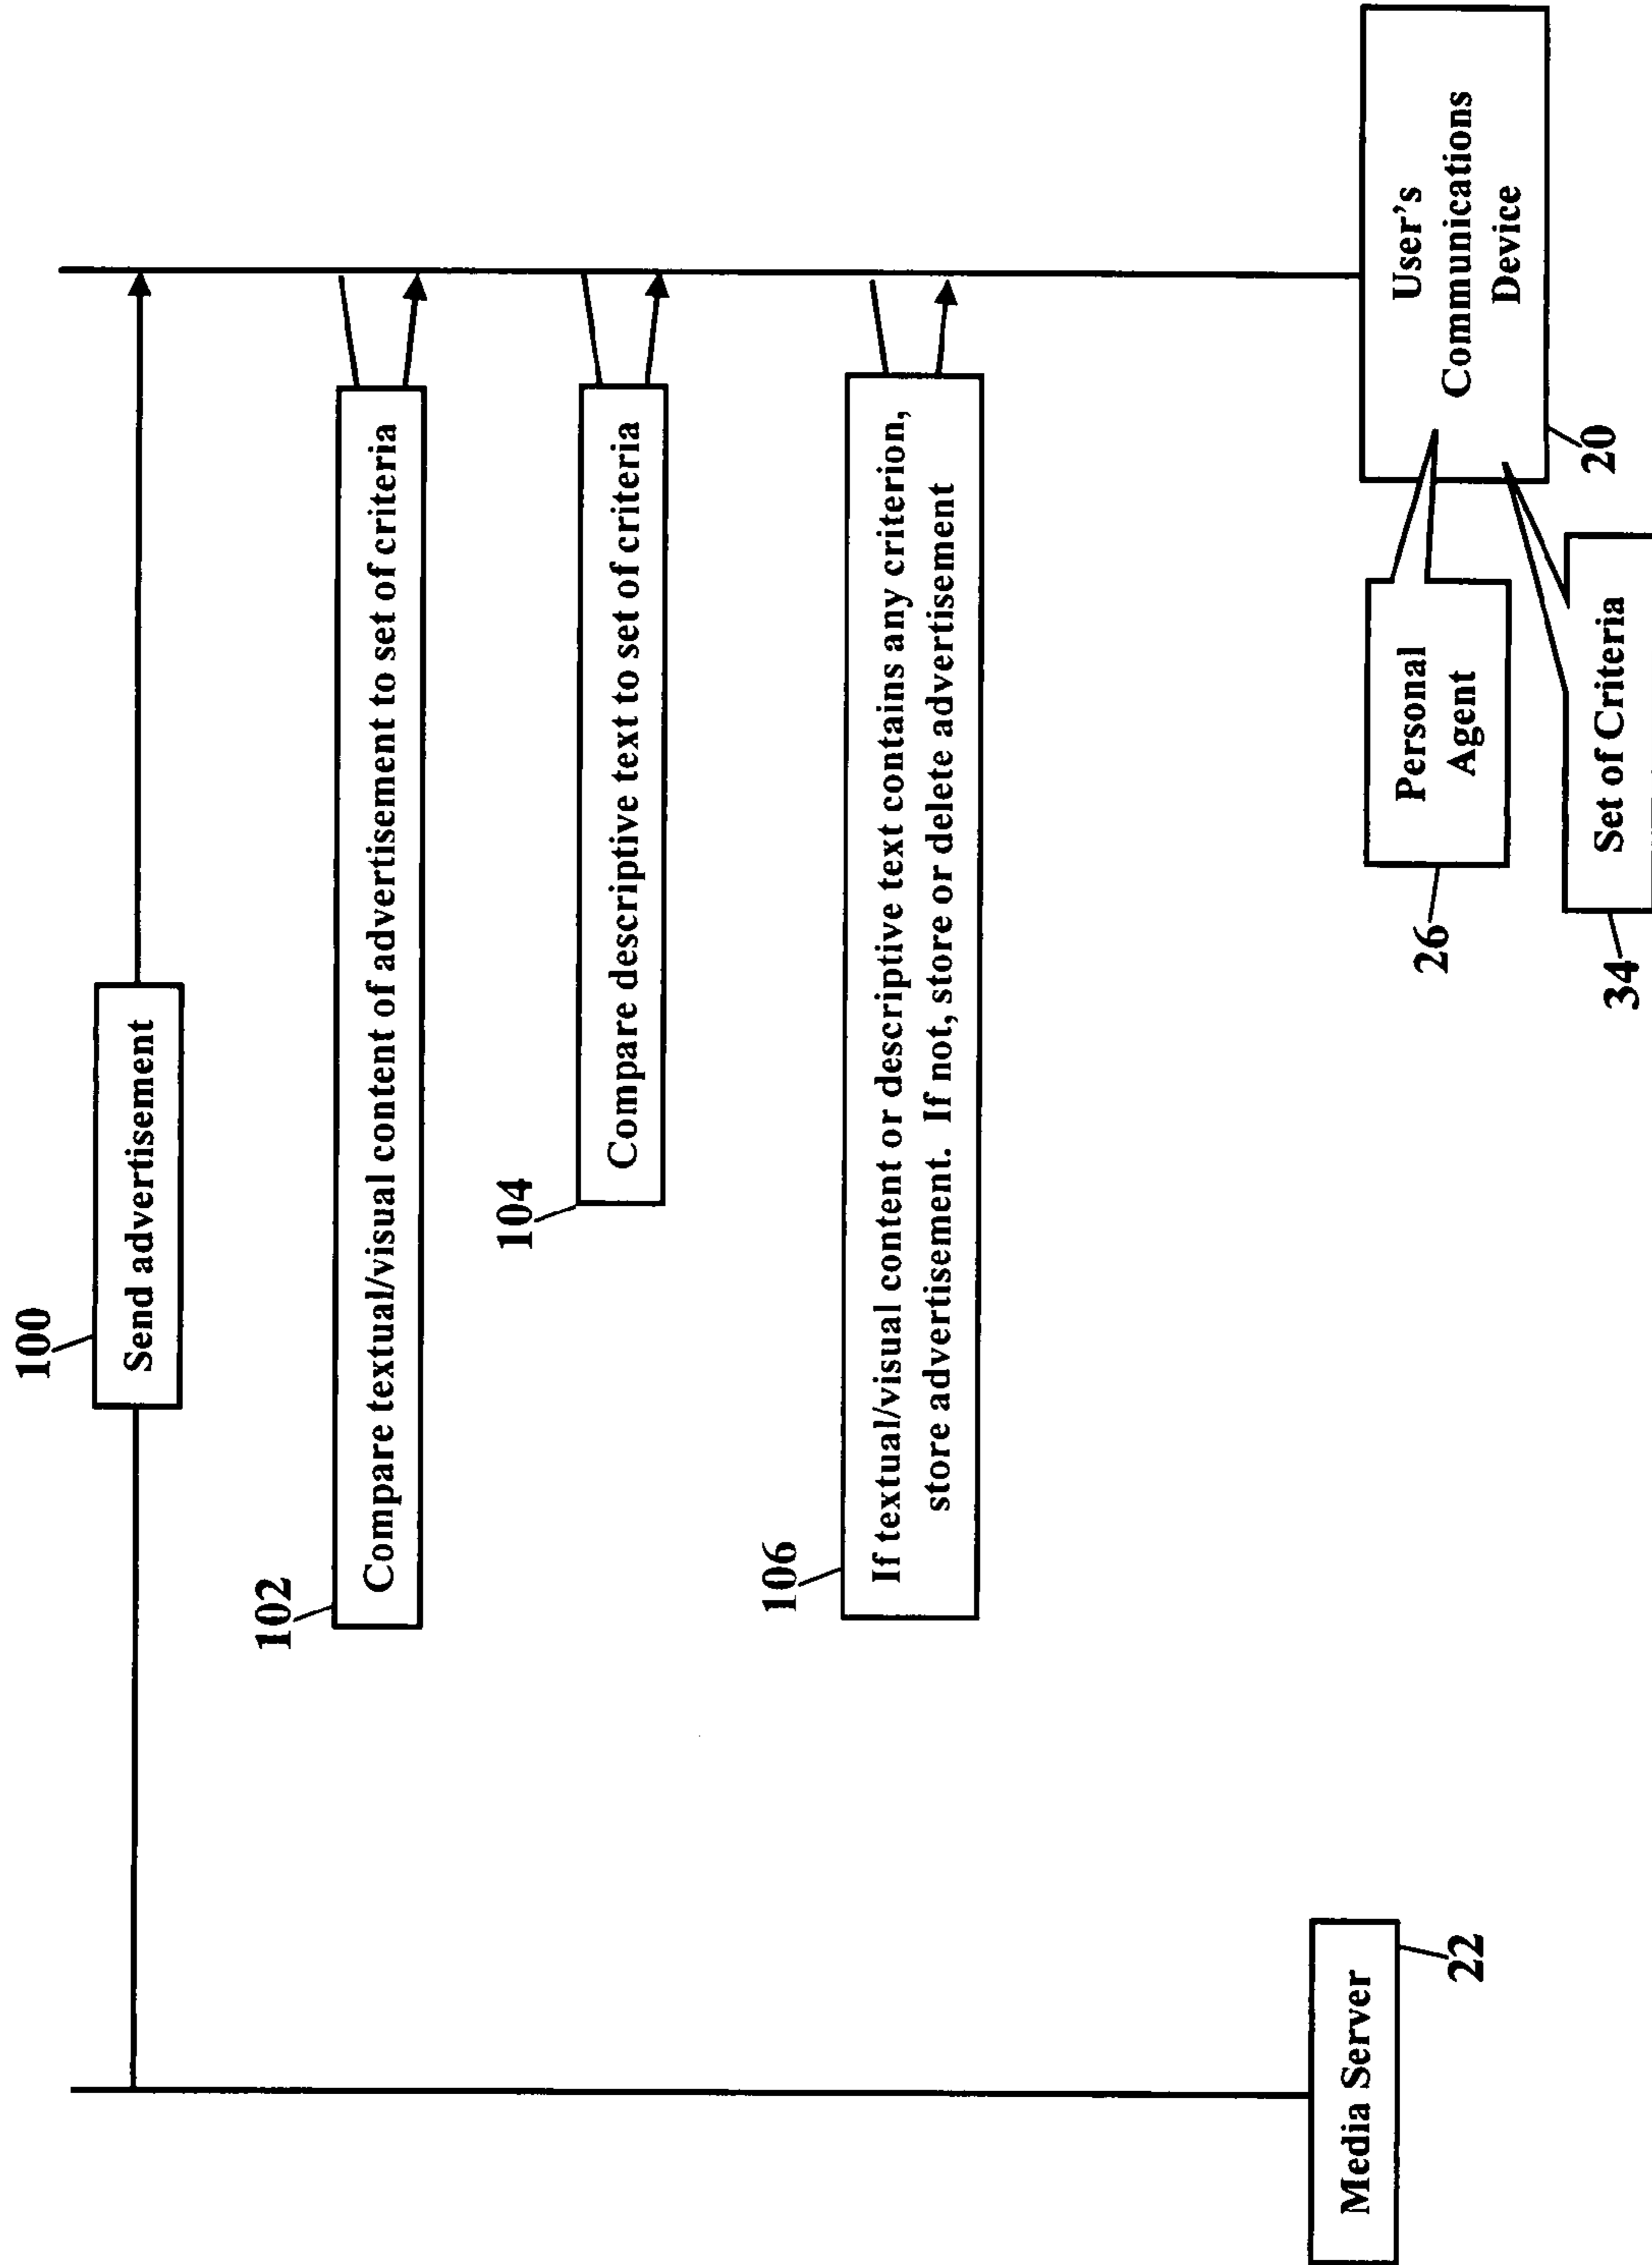 100
Send advertisement
102
Compare textual/visual content of advertisement to set of criteria
104
Compare descriptive text to set of criteria
106
If textual/visual content or descriptive text contains any criterion,
store advertisement. If not, store or delete advertisement
Media Server
22
User's
Communications
Device
20
Personal
Agent
26
Set of Criteria
34